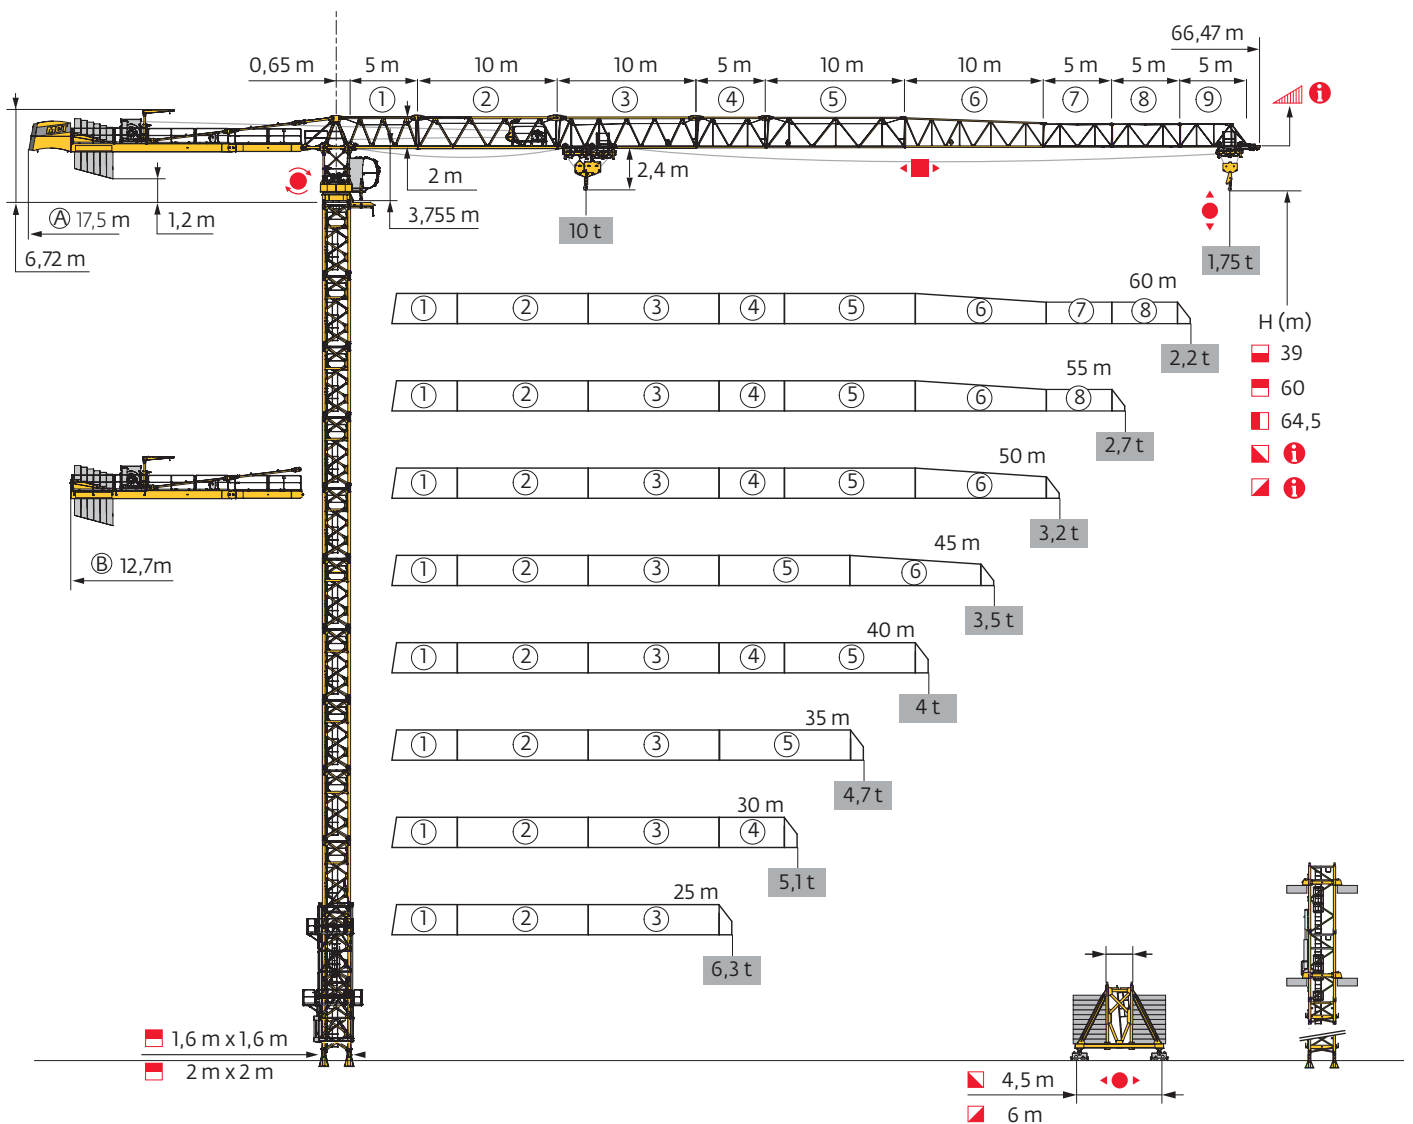 66,47 m
0,65 m 5 m 10 m 10 m 5 m 10 m 10 m 5 m 5 m 5 m
① ② ③ ④ ⑤ ⑥ ⑦ ⑧ ⑨
i
2 m
2,4 m
Ⓐ 17,5 m
1,2 m
3,755 m
6,72 m
10 t
1,75 t
60 m
① ② ③ ④ ⑤ ⑥ ⑦ ⑧
2,2 t
H (m)
39
60
64,5
i
i
55 m
① ② ③ ④ ⑤ ⑥ ⑧
2,7 t
50 m
① ② ③ ④ ⑤ ⑥
3,2 t
Ⓑ 12,7m
45 m
① ② ③ ⑤ ⑥
3,5 t
40 m
① ② ③ ④ ⑤
4 t
35 m
① ② ③ ⑤
4,7 t
30 m
① ② ③ ④
5,1 t
25 m
① ② ③
6,3 t
1,6 m x 1,6 m
2 m x 2 m
4,5 m
6 m